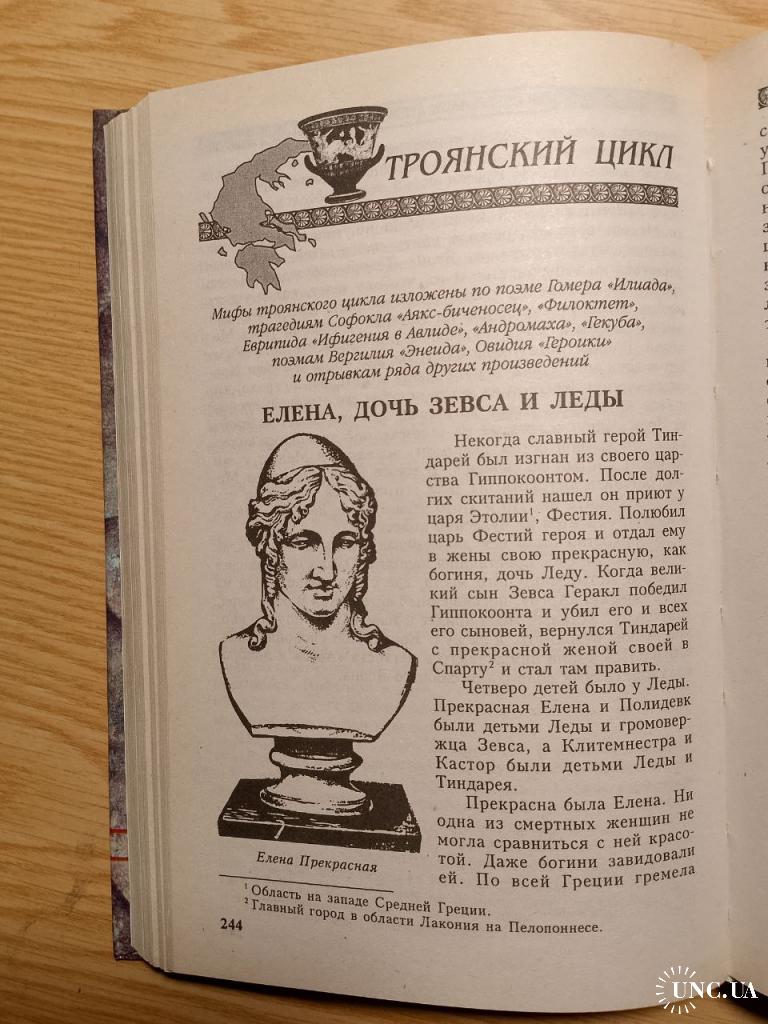 ТРОЯНСКИЙ ЦИКЛ
Мифы троянского цикла изложены по поэме Гомера «Илиада»,
трагедиям Софокла «Аякс-биченосец», «Филоктет»,
Еврипида «Ифигения в Авлиде», «Андромаха», «Гекуба»,
поэмам Вергилия «Энеида», Овидия «Героики»
и отрывкам ряда других произведений
ЕЛЕНА, ДОЧЬ ЗЕВСА И ЛЕДЫ
Некогда славный герой Тин-
дарей был изгнан из своего цар-
ства Гиппокоонтом. После дол-
гих скитаний нашел он приют у
царя Этолии¹, Фестия. Полюбил
царь Фестий героя и отдал ему
в жены свою прекрасную, как
богиня, дочь Леду. Когда вели-
кий сын Зевса Геракл победил
Гиппокоонта и убил его и всех
его сыновей, вернулся Тиндарей
с прекрасной женой своей в
Спарту² и стал там править.
Четверо детей было у Леды.
Прекрасная Елена и Полидевк
были детьми Леды и громовер-
жца Зевса, а Клитемнестра и
Кастор были детьми Леды и
Тиндарея.
Прекрасна была Елена. Ни
одна из смертных женщин не
могла сравниться с ней красо-
той. Даже богини завидовали
ей. По всей Греции гремела
Елена Прекрасная
¹ Область на западе Средней Греции.
² Главный город в области Лакония на Пелопоннесе.
244
UNC.UA